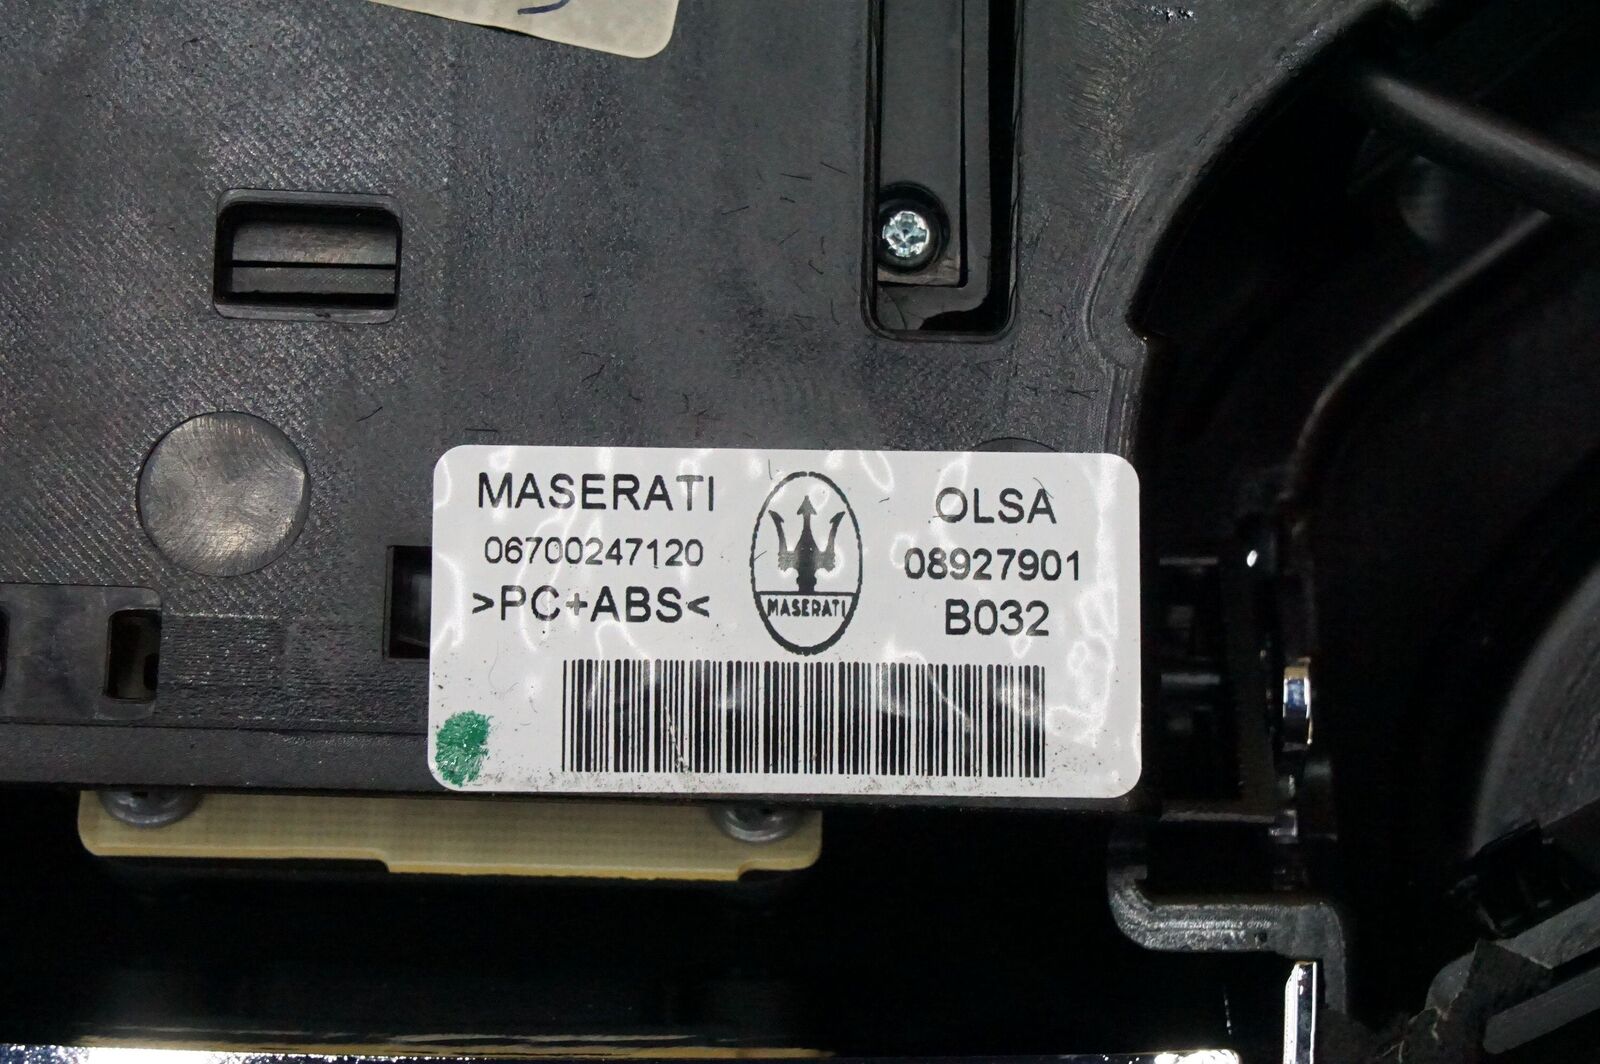 MASERATI
06700247120
>PC+ABS<
MASERATI
OLSA
08927901
B032